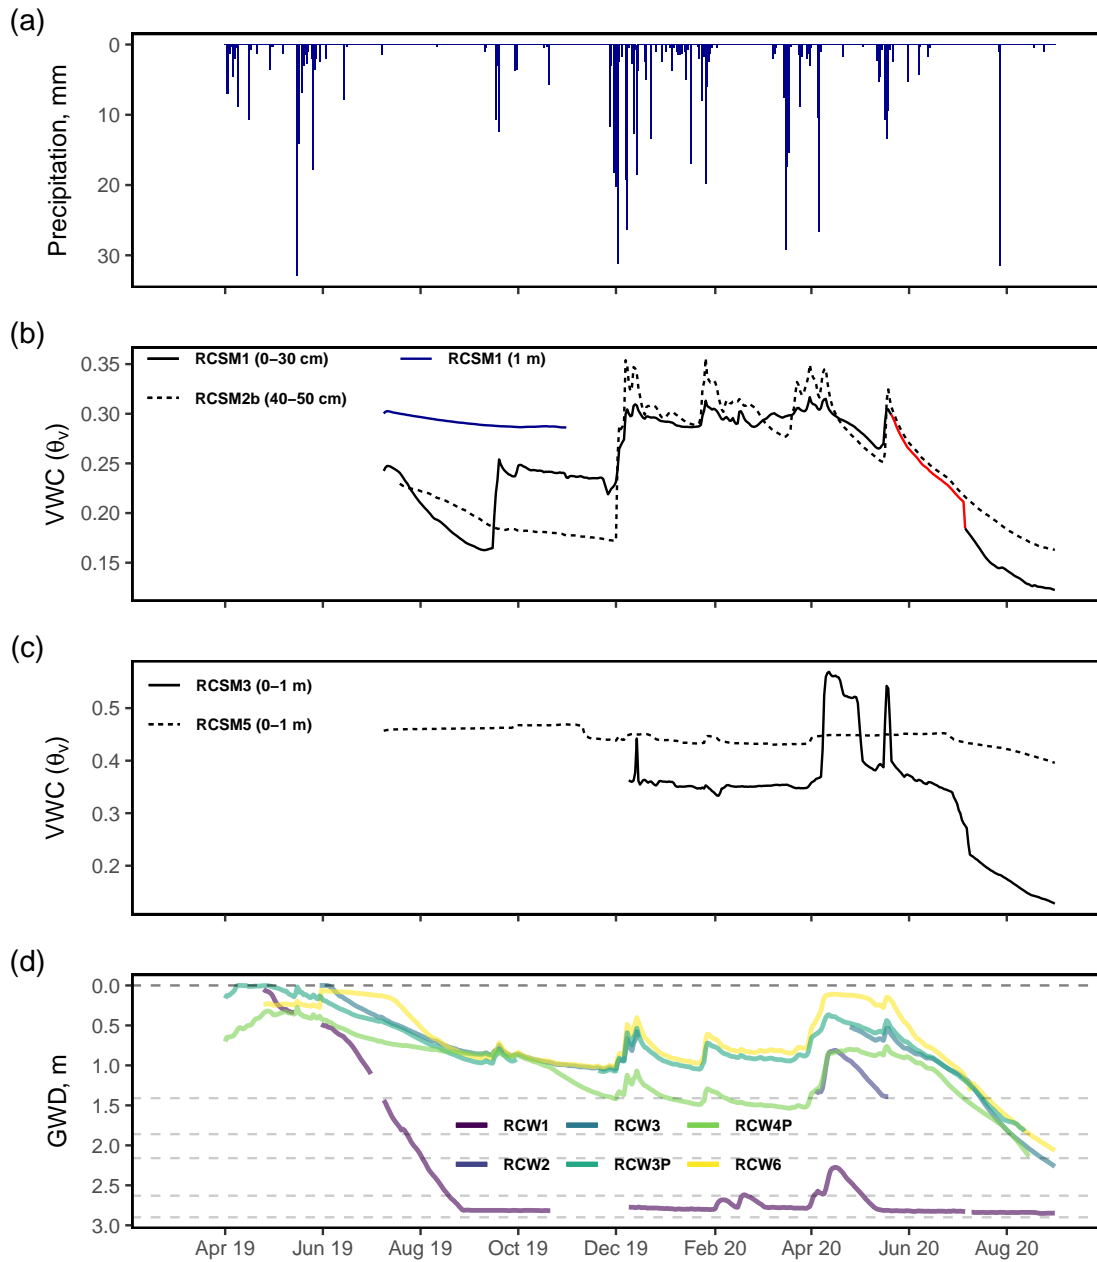 (a)
0
10
20
30
Precipitation, mm
(b)
RCSM1 (0–30 cm)
RCSM1 (1 m)
RCSM2b (40–50 cm)
0.35
0.30
0.25
0.20
0.15
VWC (θv)
(c)
RCSM3 (0–1 m)
RCSM5 (0–1 m)
0.5
0.4
0.3
0.2
VWC (θv)
(d)
0.0
0.5
1.0
1.5
2.0
2.5
3.0
GWD, m
RCW1 RCW3 RCW4P
RCW2 RCW3P RCW6
Apr 19 Jun 19 Aug 19 Oct 19 Dec 19 Feb 20 Apr 20 Jun 20 Aug 20